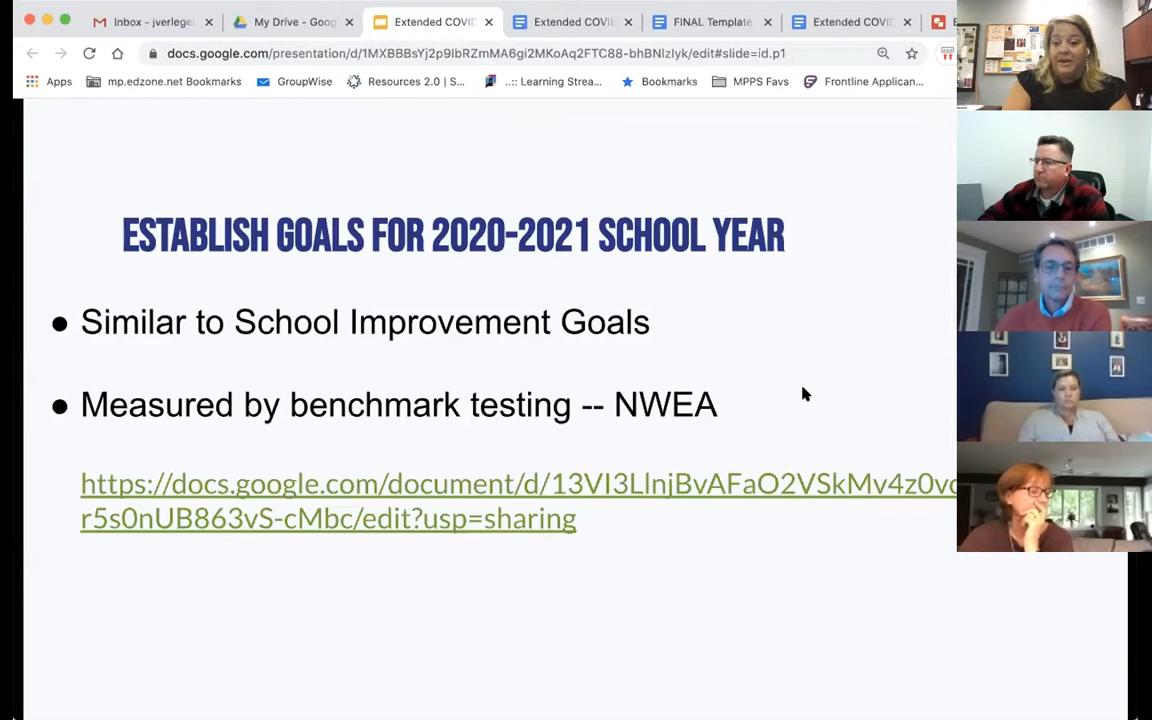 Inbox - jverlege
My Drive - Goog
Extended COVID
Extended COVI
FINAL Template
Extended COVI
docs.google.com/presentation/d/1MXBBBsYj2p9lbRZmMA6gi2MKoAq2FTC88-bhBNlzlyk/edit#slide=id.p1
Apps
mp.edzone.net Bookmarks
GroupWise
Resources 2.0 | S...
..:: Learning Strea...
Bookmarks
MPPS Favs
Frontline Applican...
ESTABLISH GOALS FOR 2020-2021 SCHOOL YEAR
● Similar to School Improvement Goals
● Measured by benchmark testing -- NWEA
https://docs.google.com/document/d/13VI3LlnjBvAFaO2VSkMv4z0vc
r5s0nUB863vS-cMbc/edit?usp=sharing